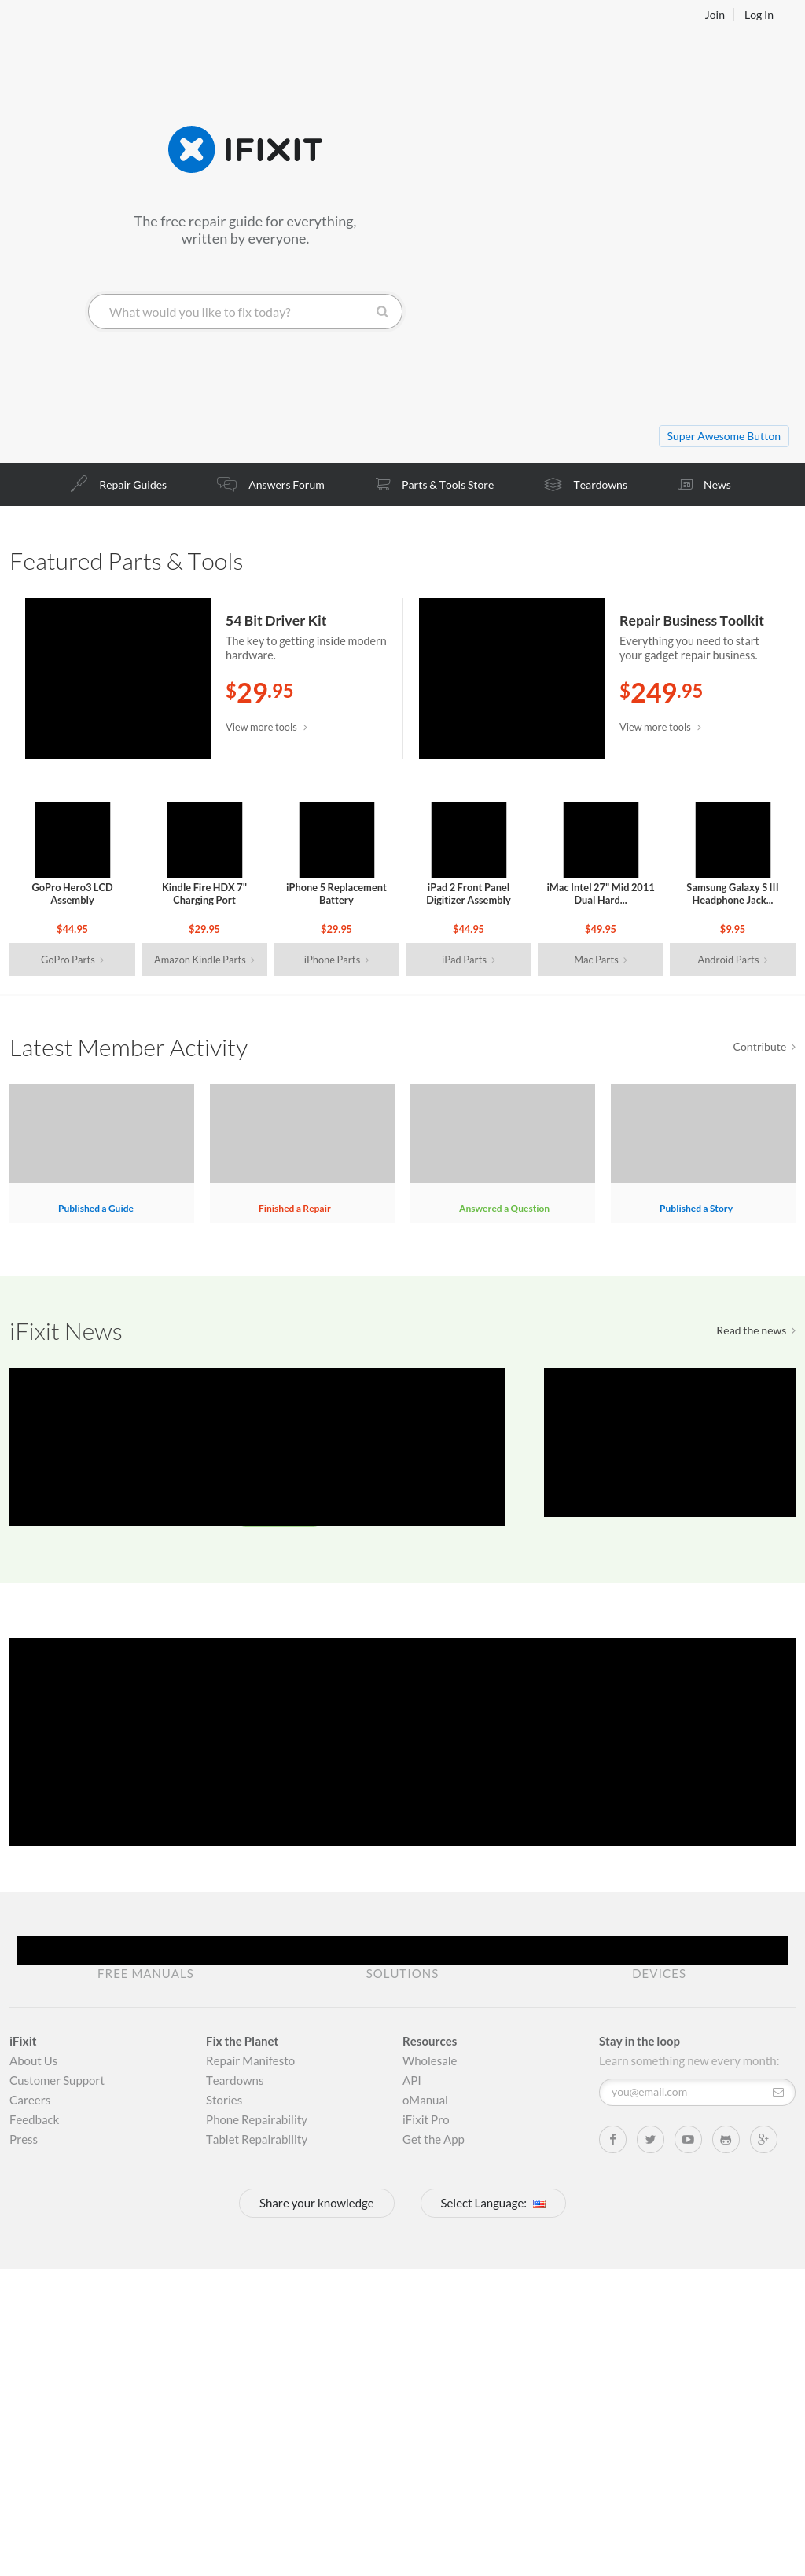 Join
Log In
IFIXIT
The free repair guide for everything,
written by everyone.
What would you like to fix today?
Super Awesome Button
Repair Guides
Answers Forum
Parts & Tools Store
Teardowns
News
Featured Parts & Tools
54 Bit Driver Kit
The key to getting inside modern
hardware.
$29.95
View more tools
Repair Business Toolkit
Everything you need to start
your gadget repair business.
$249.95
View more tools
GoPro Hero3 LCD
Assembly
$44.95
GoPro Parts
Kindle Fire HDX 7"
Charging Port
$29.95
Amazon Kindle Parts
iPhone 5 Replacement
Battery
$29.95
iPhone Parts
iPad 2 Front Panel
Digitizer Assembly
$44.95
iPad Parts
iMac Intel 27" Mid 2011
Dual Hard...
$49.95
Mac Parts
Samsung Galaxy S III
Headphone Jack...
$9.95
Android Parts
Latest Member Activity
Contribute
Published a Guide
Finished a Repair
Answered a Question
Published a Story
iFixit News
Read the news
FREE MANUALS
SOLUTIONS
DEVICES
iFixit
About Us
Customer Support
Careers
Feedback
Press
Fix the Planet
Repair Manifesto
Teardowns
Stories
Phone Repairability
Tablet Repairability
Resources
Wholesale
API
oManual
iFixit Pro
Get the App
Stay in the loop
Learn something new every month:
you@email.com
Share your knowledge
Select Language: